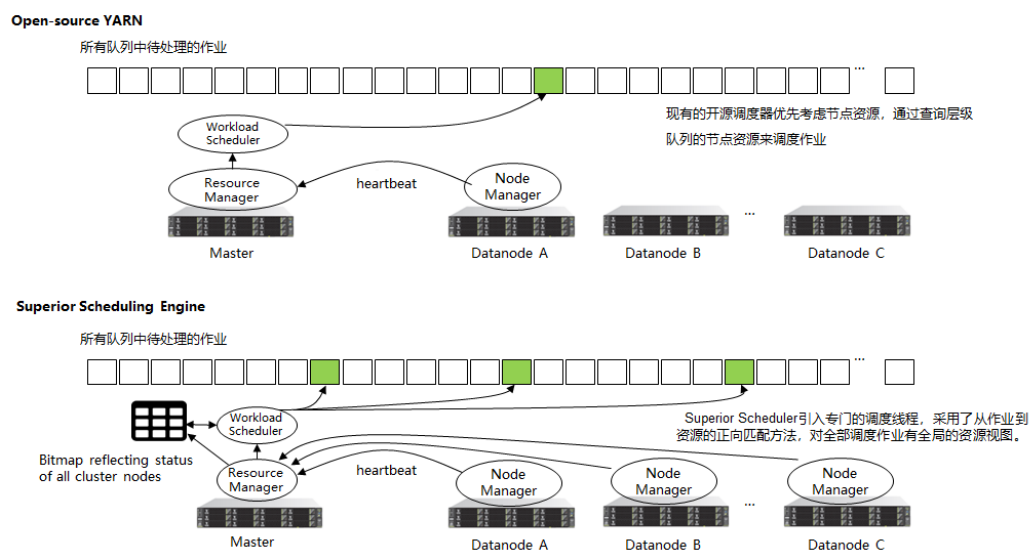 Open-source YARN
所有队列中待处理的作业
...
现有的开源调度器优先考虑节点资源，通过查询层级
队列的节点资源来调度作业
Workload
Scheduler
Resource
Manager
heartbeat
Node
Manager
...
Master
Datanode A
Datanode B
Datanode C
Superior Scheduling Engine
所有队列中待处理的作业
...
Workload
Scheduler
Superior Scheduler引入专门的调度线程，采用了从作业到
资源的正向匹配方法，对全部调度作业有全局的资源视图。
Bitmap reflecting status
of all cluster nodes
Resource
Manager
heartbeat
Node
Manager
Node
Manager
Node
Manager
...
Master
Datanode A
Datanode B
Datanode C